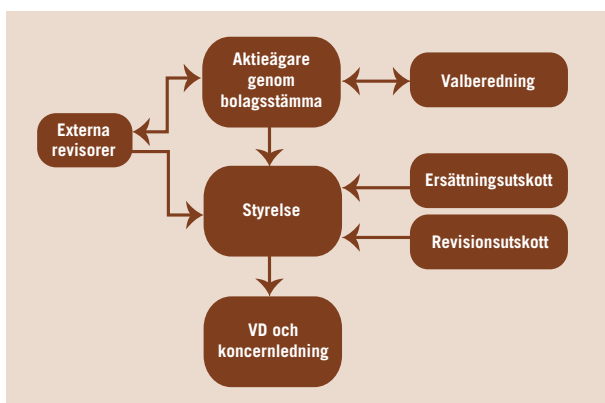 Aktieägare
genom
bolagsstämma
Valberedning
Externa
revisorer
Ersättningsutskott
Styrelse
Revisionsutskott
VD och
koncernledning